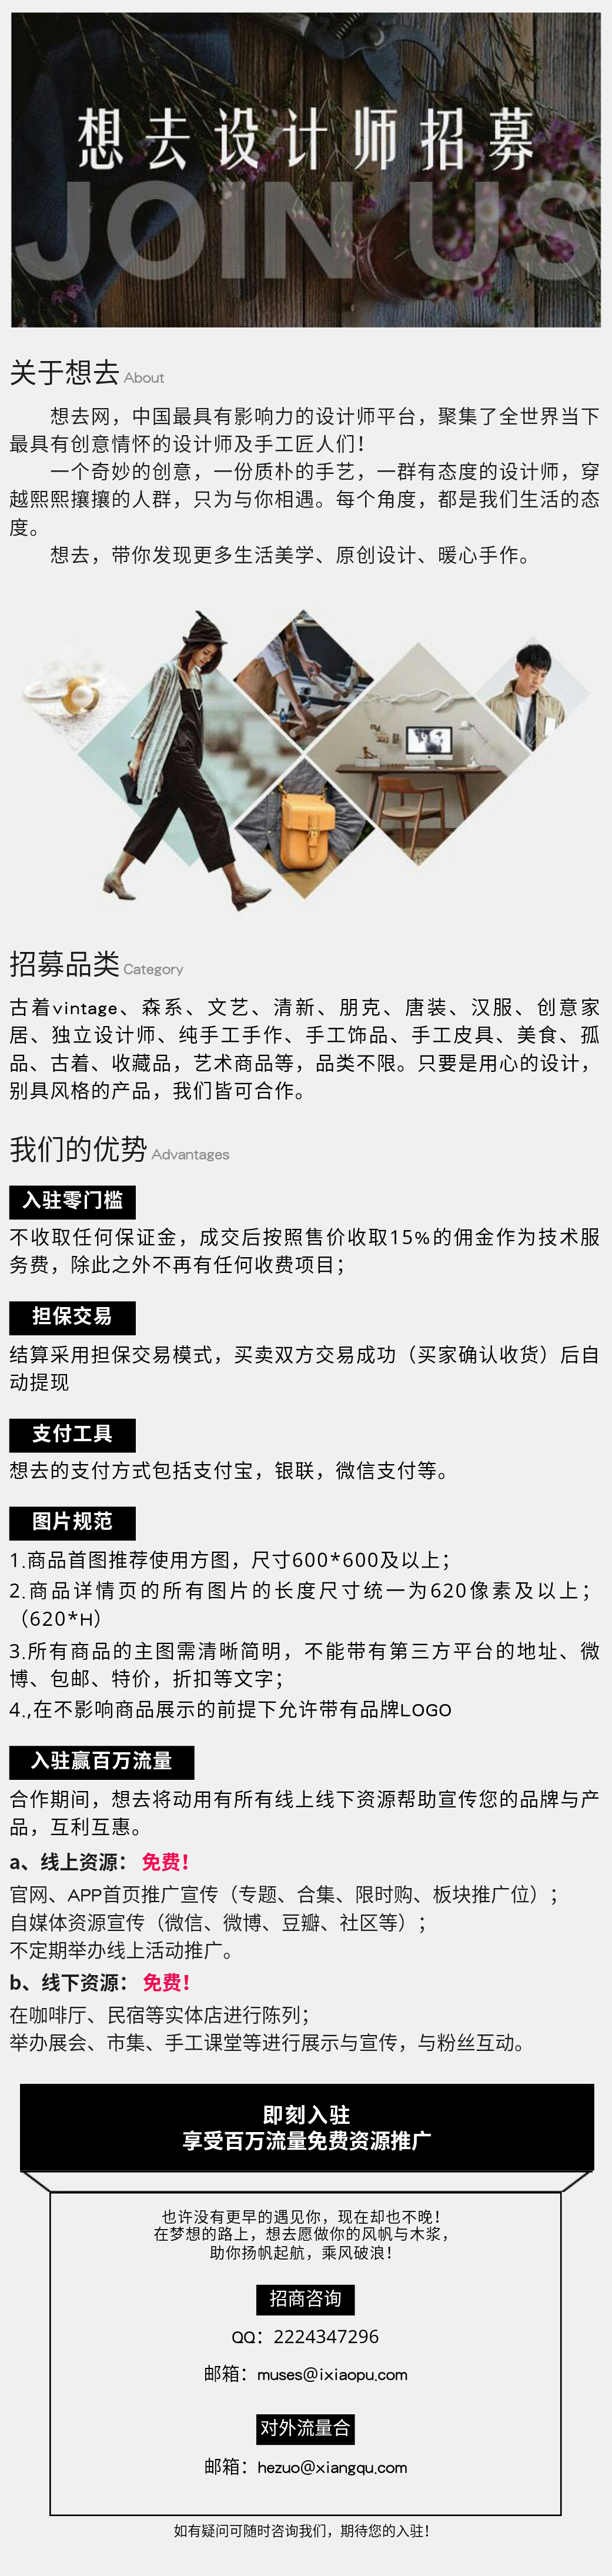 想去设计师招募
JOIN US
关于想去 About
想去网，中国最具有影响力的设计师平台，聚集了全世界当下
最具有创意情怀的设计师及手工匠人们！
一个奇妙的创意，一份质朴的手艺，一群有态度的设计师，穿
越熙熙攘攘的人群，只为与你相遇。每个角度，都是我们生活的态
度。
想去，带你发现更多生活美学、原创设计、暖心手作。
招募品类 Category
古着vintage、森系、文艺、清新、朋克、唐装、汉服、创意家
居、独立设计师、纯手工手作、手工饰品、手工皮具、美食、孤
品、古着、收藏品，艺术商品等，品类不限。只要是用心的设计，
别具风格的产品，我们皆可合作。
我们的优势 Advantages
入驻零门槛
不收取任何保证金，成交后按照售价收取15%的佣金作为技术服
务费，除此之外不再有任何收费项目；
担保交易
结算采用担保交易模式，买卖双方交易成功（买家确认收货）后自
动提现
支付工具
想去的支付方式包括支付宝，银联，微信支付等。
图片规范
1.商品首图推荐使用方图，尺寸600*600及以上；
2.商品详情页的所有图片的长度尺寸统一为620像素及以上；
（620*H）
3.所有商品的主图需清晰简明，不能带有第三方平台的地址、微
博、包邮、特价，折扣等文字；
4.,在不影响商品展示的前提下允许带有品牌LOGO
入驻赢百万流量
合作期间，想去将动用有所有线上线下资源帮助宣传您的品牌与产
品，互利互惠。
a、线上资源： 免费！
官网、APP首页推广宣传（专题、合集、限时购、板块推广位）；
自媒体资源宣传（微信、微博、豆瓣、社区等）；
不定期举办线上活动推广。
b、线下资源： 免费！
在咖啡厅、民宿等实体店进行陈列；
举办展会、市集、手工课堂等进行展示与宣传，与粉丝互动。
即刻入驻
享受百万流量免费资源推广
也许没有更早的遇见你，现在却也不晚！
在梦想的路上，想去愿做你的风帆与木浆，
助你扬帆起航，乘风破浪！
招商咨询
QQ：2224347296
邮箱：muses@ixiaopu.com
对外流量合
邮箱：hezuo@xiangqu.com
如有疑问可随时咨询我们，期待您的入驻！